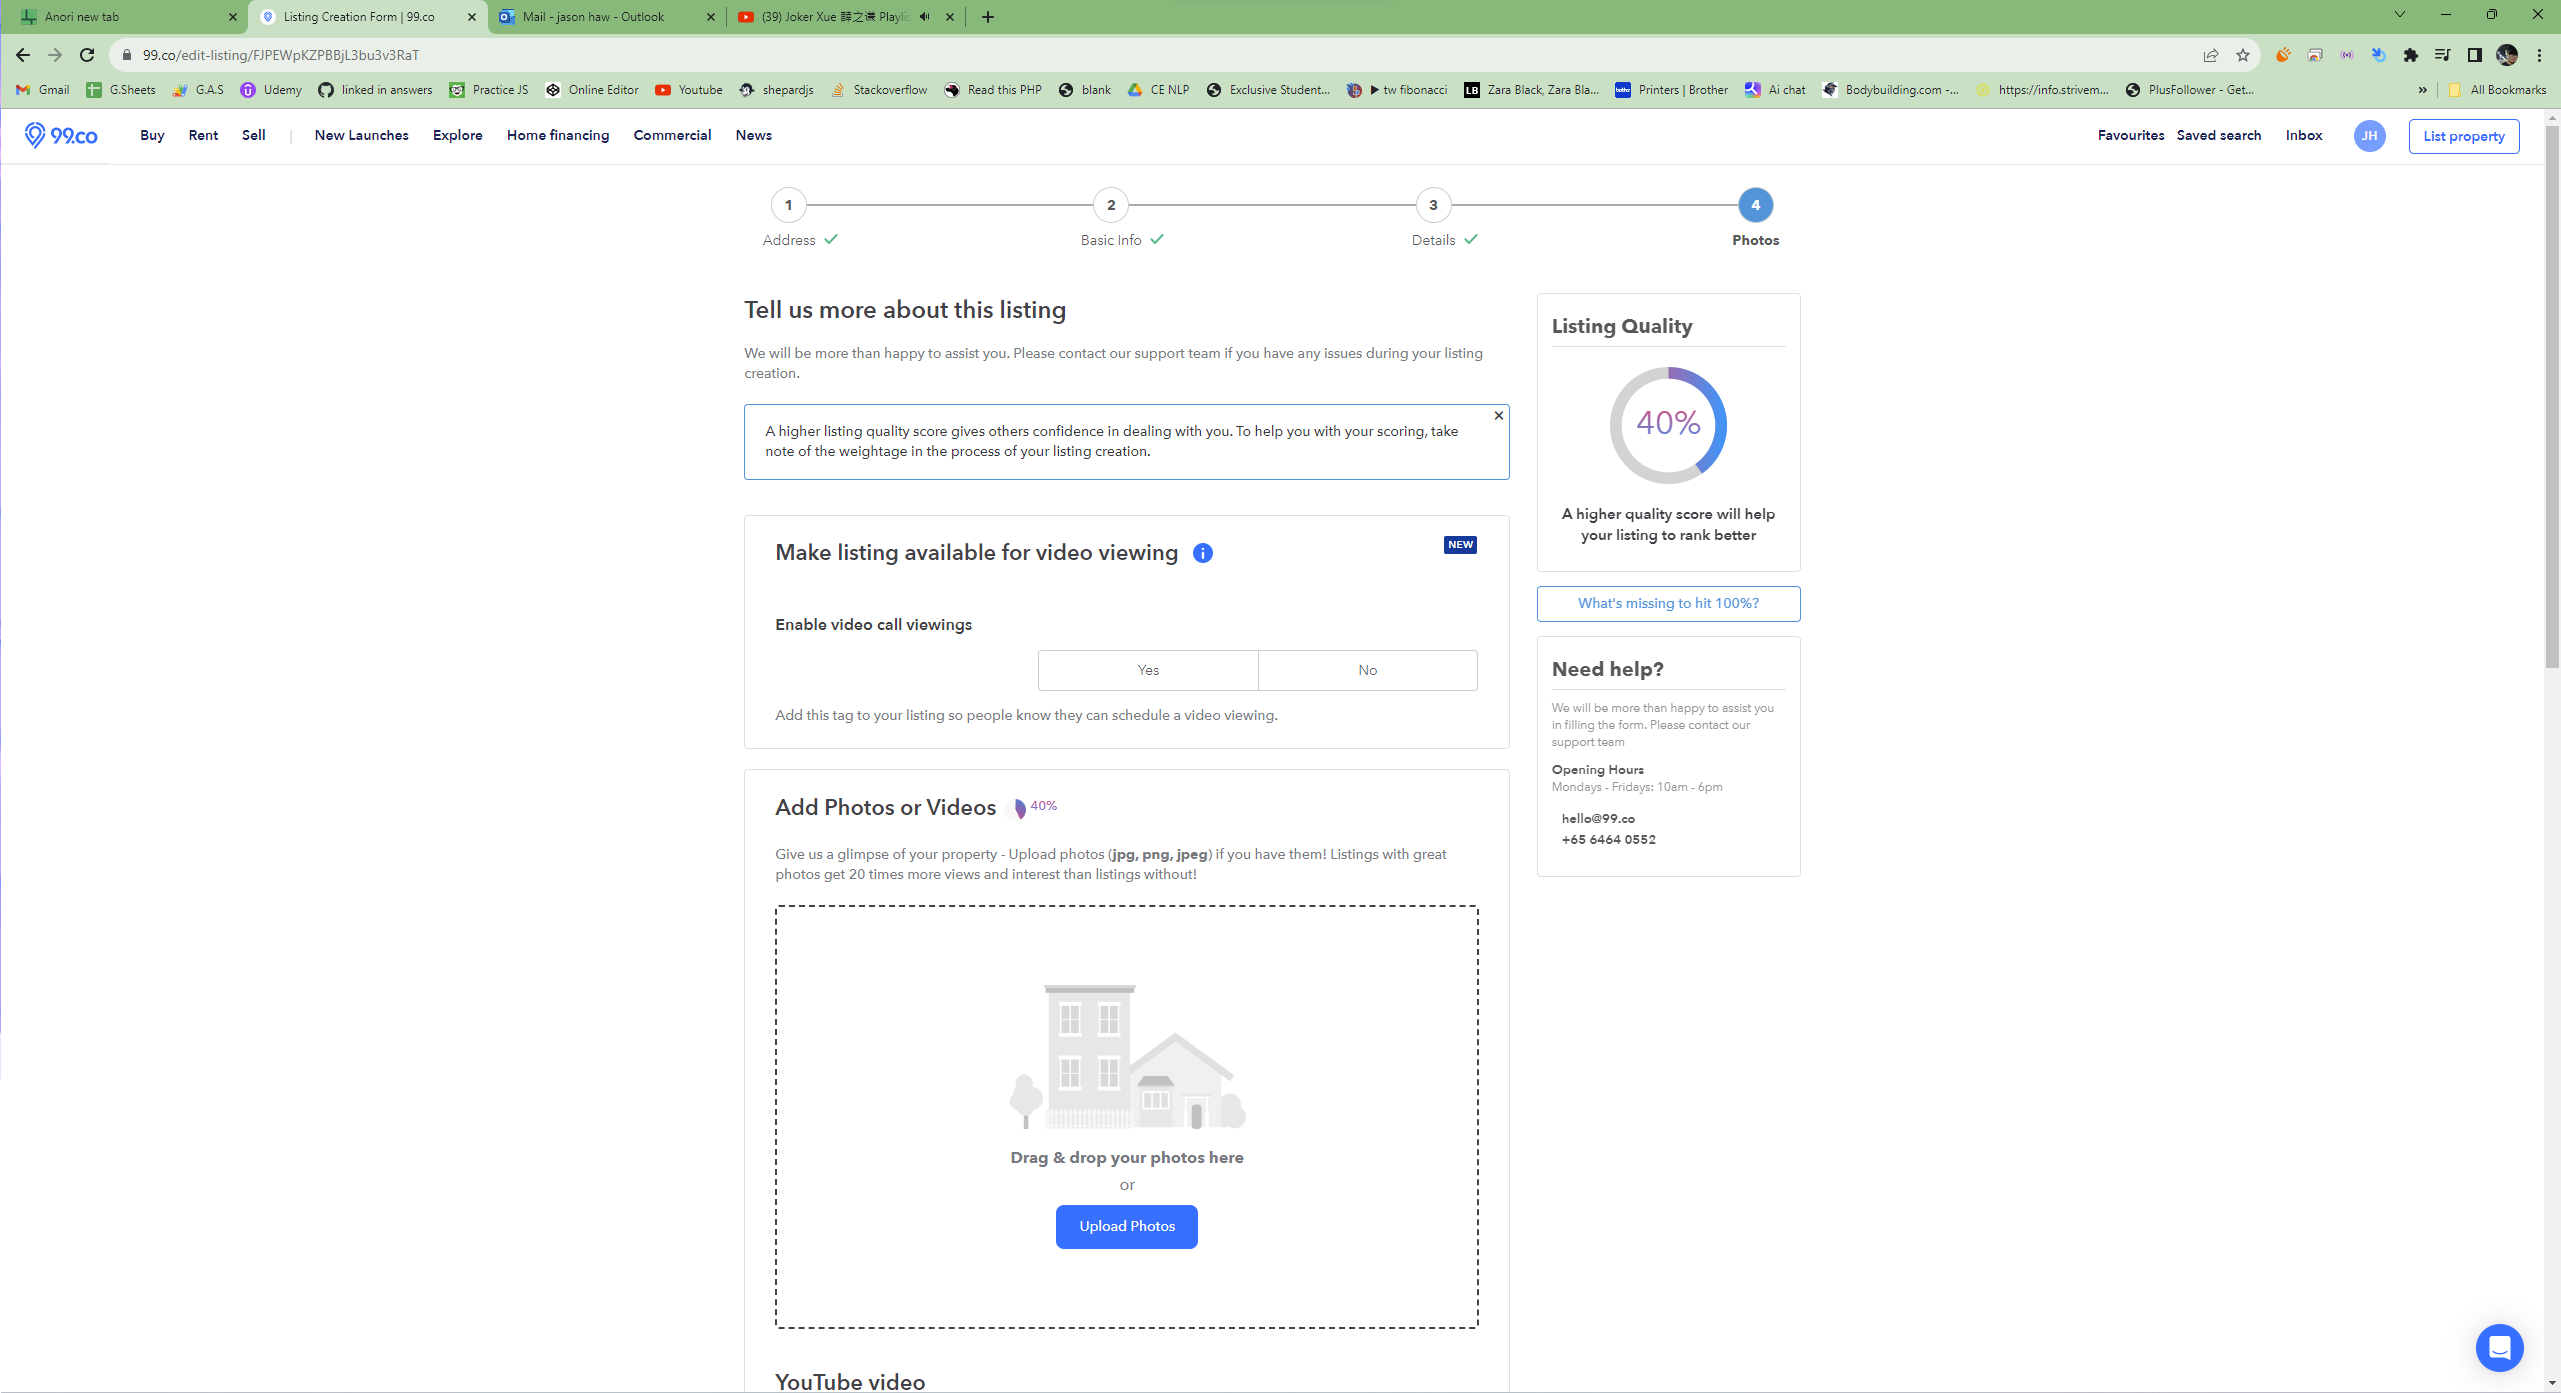 Anori new tab
Listing Creation Form | 99.co
Mail - jason haw - Outlook
(39) Joker Xue 薛之谦 Playlis
99.co/edit-listing/FJPEWpKZPBBjL3bu3v3RaT
Gmail G.Sheets G.A.S Udemy linked in answers Practice JS Online Editor Youtube shepardjs Stackoverflow Read this PHP blank CE NLP Exclusive Student... ▶ tw fibonacci LB Zara Black, Zara Bla... brother Printers | Brother Ai chat Bodybuilding.com -... https://info.strivem... PlusFollower - Get... » All Bookmarks
99.co Buy Rent Sell | New Launches Explore Home financing Commercial News Favourites Saved search Inbox JH List property
1 2 3 4
Address Basic Info Details Photos
Tell us more about this listing
We will be more than happy to assist you. Please contact our support team if you have any issues during your listing
creation.
A higher listing quality score gives others confidence in dealing with you. To help you with your scoring, take
note of the weightage in the process of your listing creation.
Make listing available for video viewing i NEW
Enable video call viewings
Yes No
Add this tag to your listing so people know they can schedule a video viewing.
Add Photos or Videos 40%
Give us a glimpse of your property - Upload photos (jpg, png, jpeg) if you have them! Listings with great
photos get 20 times more views and interest than listings without!
Drag & drop your photos here
or
Upload Photos
YouTube video
Listing Quality
40%
A higher quality score will help
your listing to rank better
What's missing to hit 100%?
Need help?
We will be more than happy to assist you
in filling the form. Please contact our
support team
Opening Hours
Mondays - Fridays: 10am - 6pm
hello@99.co
+65 6464 0552